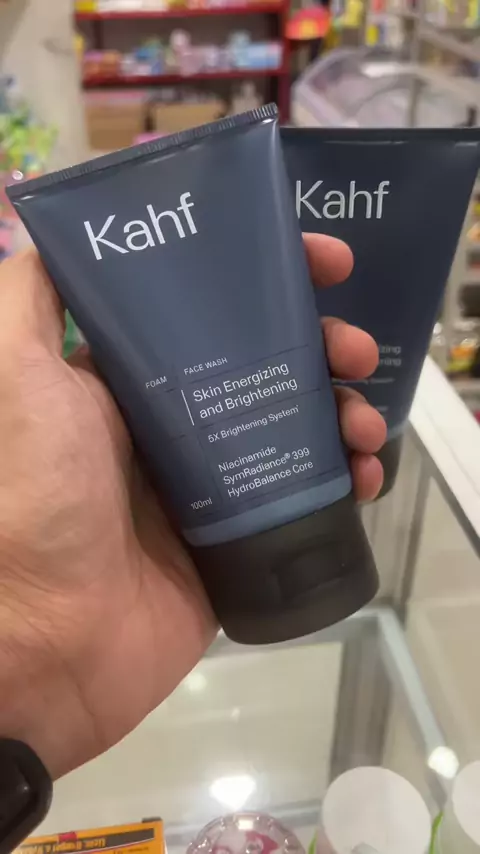 Kahf
FOAM
FACE WASH
Skin Energizing
and Brightening
5X Brightening System
Niacinamide
SymRadiance® 399
HydroBalance Core
100ml
Kahf